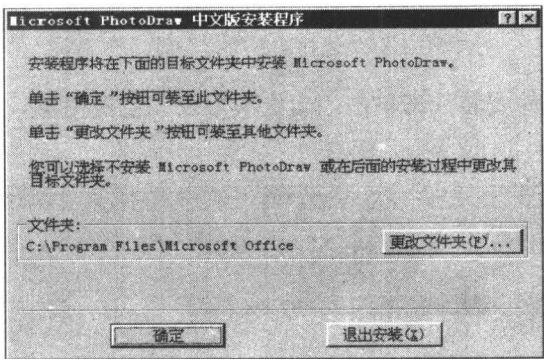 Microsoft PhotoDraw 中文版安装程序
安装程序将在下面的目标文件夹中安装 Microsoft PhotoDraw。
单击“确定”按钮可装至此文件夹。
单击“更改文件夹”按钮可装至其他文件夹。
您可以选择不安装 Microsoft PhotoDraw 或在后面的安装过程中更改其
目标文件夹。
文件夹:
C:\Program Files\Microsoft Office
更改文件夹(F)...
确定
退出安装(X)